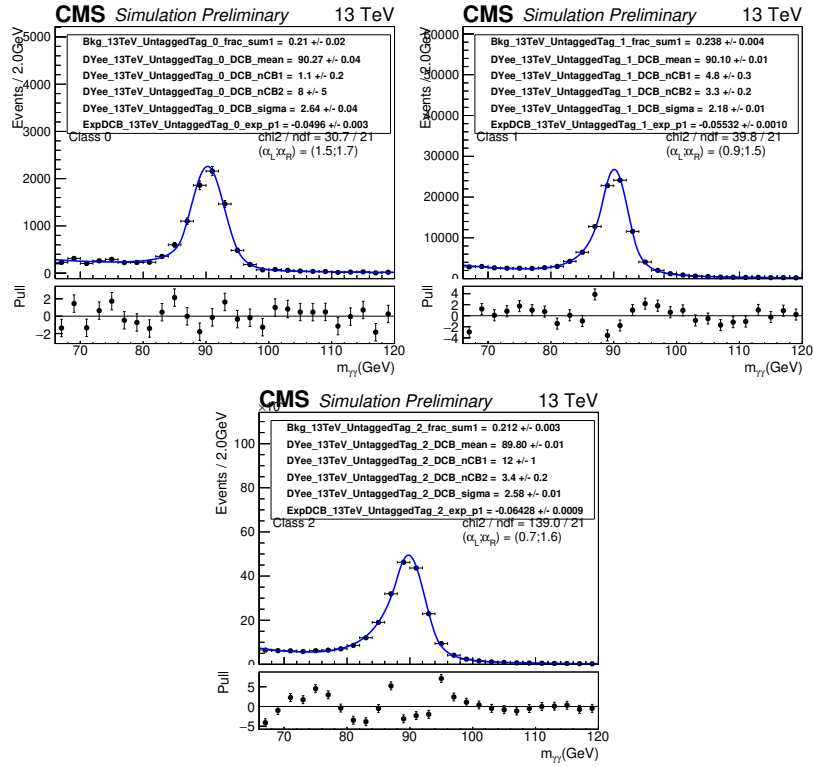 CMS Simulation Preliminary 13 TeV
Events / 2.0GeV
5000
4000
3000
2000
1000
0
Bkg_13TeV_UntaggedTag_0_frac_sum1 = 0.21 +/- 0.02
DYee_13TeV_UntaggedTag_0_DCB_mean = 90.27 +/- 0.04
DYee_13TeV_UntaggedTag_0_DCB_nCB1 = 1.1 +/- 0.2
DYee_13TeV_UntaggedTag_0_DCB_nCB2 = 8 +/- 5
DYee_13TeV_UntaggedTag_0_DCB_sigma = 2.64 +/- 0.04
ExpDCB_13TeV_UntaggedTag_0_exp_p1 = -0.0496 +/- 0.003
Class 0
chi2 / ndf = 30.7 / 21
(α_L;α_R) = (1.5;1.7)
Pull
2
0
−2
70 80 90 100 110 120
m_γγ(GeV)
CMS Simulation Preliminary 13 TeV
Events / 2.0GeV
60000
50000
40000
30000
20000
10000
0
Bkg_13TeV_UntaggedTag_1_frac_sum1 = 0.238 +/- 0.004
DYee_13TeV_UntaggedTag_1_DCB_mean = 90.10 +/- 0.01
DYee_13TeV_UntaggedTag_1_DCB_nCB1 = 4.8 +/- 0.3
DYee_13TeV_UntaggedTag_1_DCB_nCB2 = 3.3 +/- 0.2
DYee_13TeV_UntaggedTag_1_DCB_sigma = 2.18 +/- 0.01
ExpDCB_13TeV_UntaggedTag_1_exp_p1 = -0.05532 +/- 0.0010
Class 1
chi2 / ndf = 39.8 / 21
(α_L;α_R) = (0.9;1.5)
Pull
4
2
0
−2
−4
70 80 90 100 110 120
m_γγ(GeV)
CMS Simulation Preliminary 13 TeV
Events / 2.0GeV
100
80
60
40
20
0
Bkg_13TeV_UntaggedTag_2_frac_sum1 = 0.212 +/- 0.003
DYee_13TeV_UntaggedTag_2_DCB_mean = 89.80 +/- 0.01
DYee_13TeV_UntaggedTag_2_DCB_nCB1 = 12 +/- 1
DYee_13TeV_UntaggedTag_2_DCB_nCB2 = 3.4 +/- 0.2
DYee_13TeV_UntaggedTag_2_DCB_sigma = 2.58 +/- 0.01
ExpDCB_13TeV_UntaggedTag_2_exp_p1 = -0.06428 +/- 0.0009
Class 2
chi2 / ndf = 139.0 / 21
(α_L;α_R) = (0.7;1.6)
Pull
5
0
−5
70 80 90 100 110 120
m_γγ(GeV)